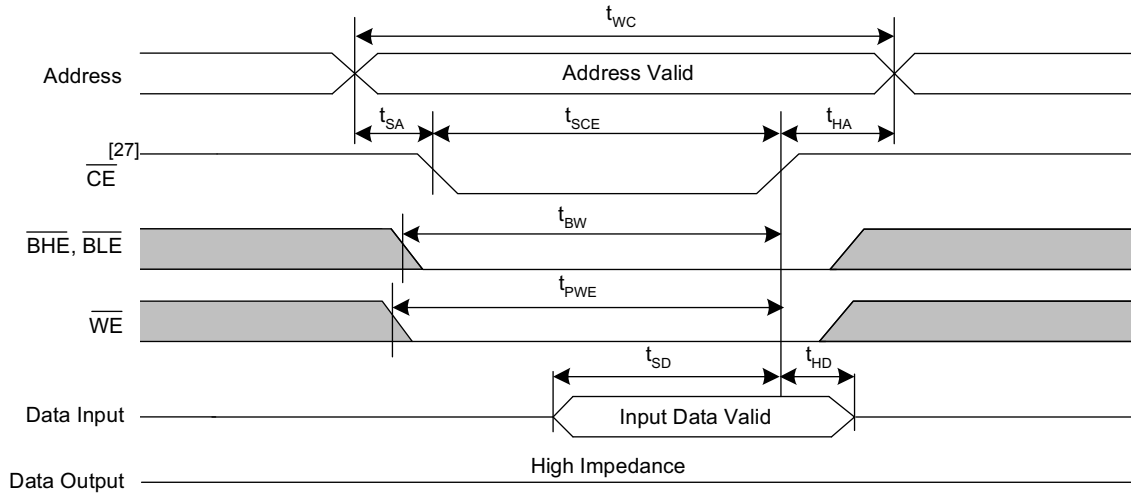 tWC
Address
Address Valid
tSA
tSCE
tHA
[27]
CE
tBW
BHE, BLE
tPWE
WE
tSD
tHD
Data Input
Input Data Valid
High Impedance
Data Output